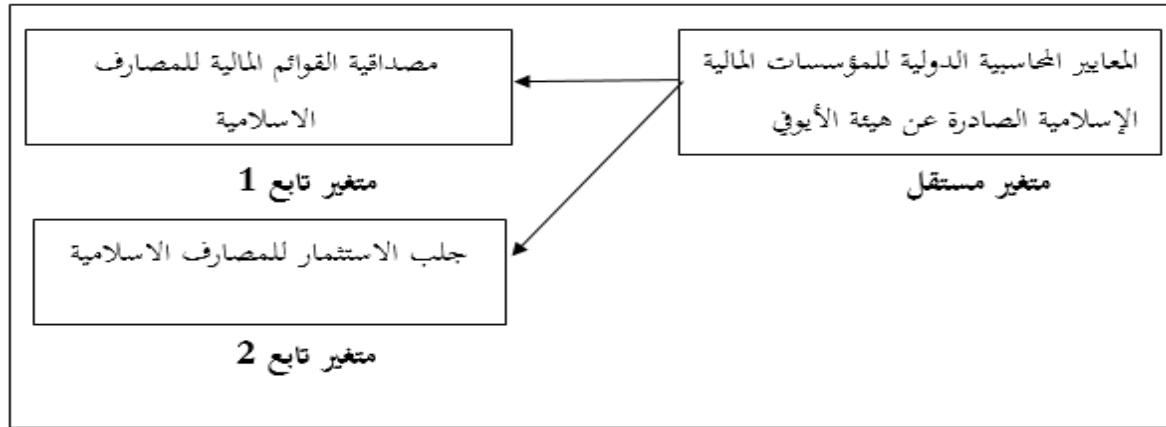 المعايير المحاسبية الدولية للمؤسسات المالية
الإسلامية الصادرة عن هيئة الأيوفي
متغير مستقل
مصداقية القوائم المالية للمصارف
الاسلامية
متغير تابع 1
جلب الاستثمار للمصارف الاسلامية
متغير تابع 2